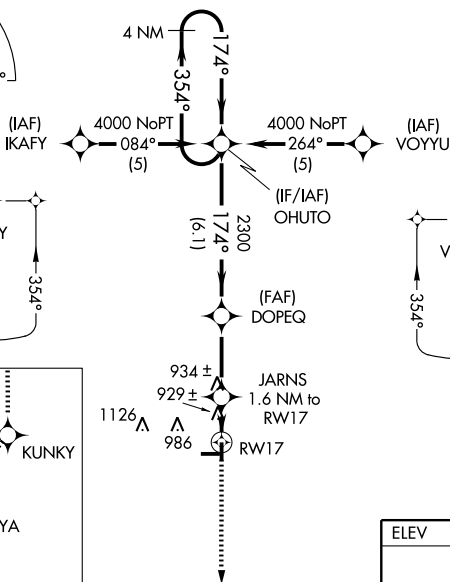 4 NM
174°
354°
°
(IAF)
IKAFY
4000 NoPT
084°
(5)
4000 NoPT
264°
(5)
(IAF)
VOYYU
(IF/IAF)
OHUTO
2300
174°
(6.1)
Y
354°
V
354°
(FAF)
DOPEQ
934 ±
929 ±
JARNS
1.6 NM to
RW17
1126
986
RW17
KUNKY
YA
ELEV